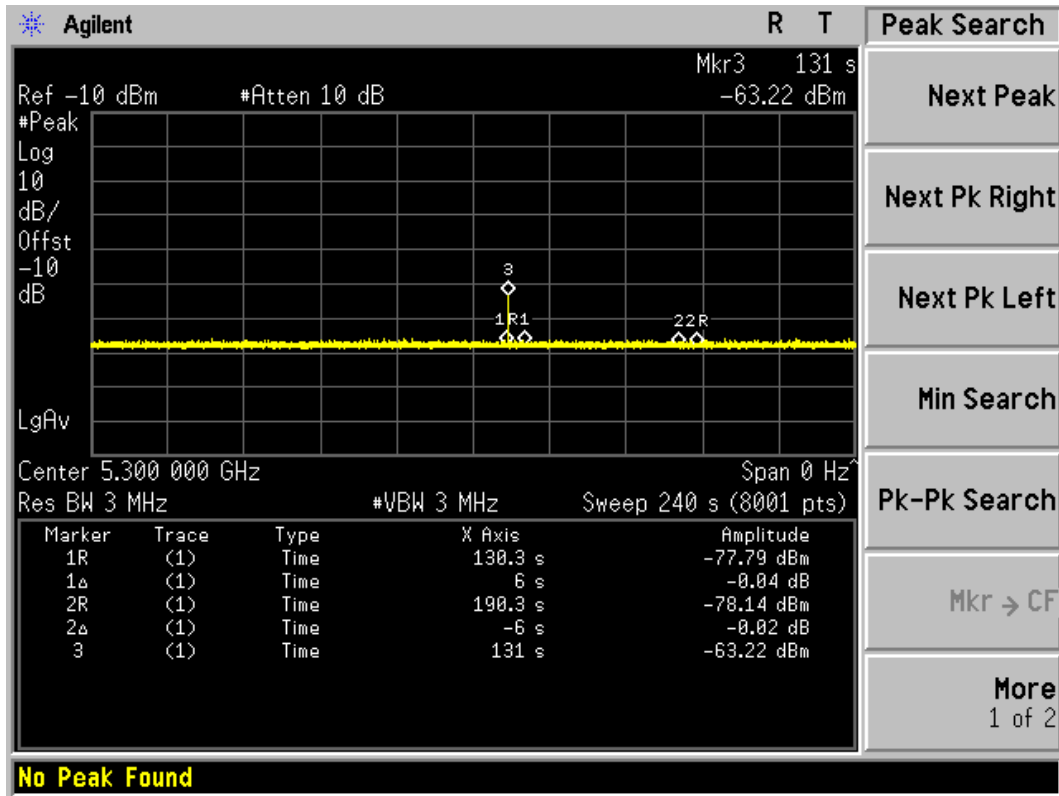 Agilent R T
Peak Search
Mkr3 131 s
Ref -10 dBm #Atten 10 dB -63.22 dBm
#Peak
Log
10
dB/
Offst
-10
dB
3
1R1
22R
LgAv
Center 5.300 000 GHz Span 0 Hz^
Res BW 3 MHz #VBW 3 MHz Sweep 240 s (8001 pts)
Marker Trace Type X Axis Amplitude
1R (1) Time 130.3 s -77.79 dBm
1Δ (1) Time 6 s -0.04 dB
2R (1) Time 190.3 s -78.14 dBm
2Δ (1) Time -6 s -0.02 dB
3 (1) Time 131 s -63.22 dBm
Next Peak
Next Pk Right
Next Pk Left
Min Search
Pk-Pk Search
Mkr → CF
More
1 of 2
No Peak Found